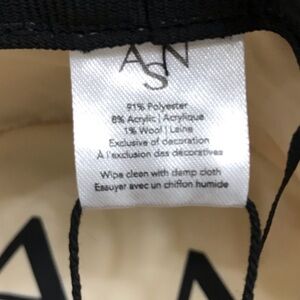 ANS
91% Polyester
8% Acrylic | Acrylique
1% Wool | Laine
Exclusive of decoration
À l'exclusion des décoratives
Wipe clean with damp cloth
Essuyer avec un chiffon humide
A